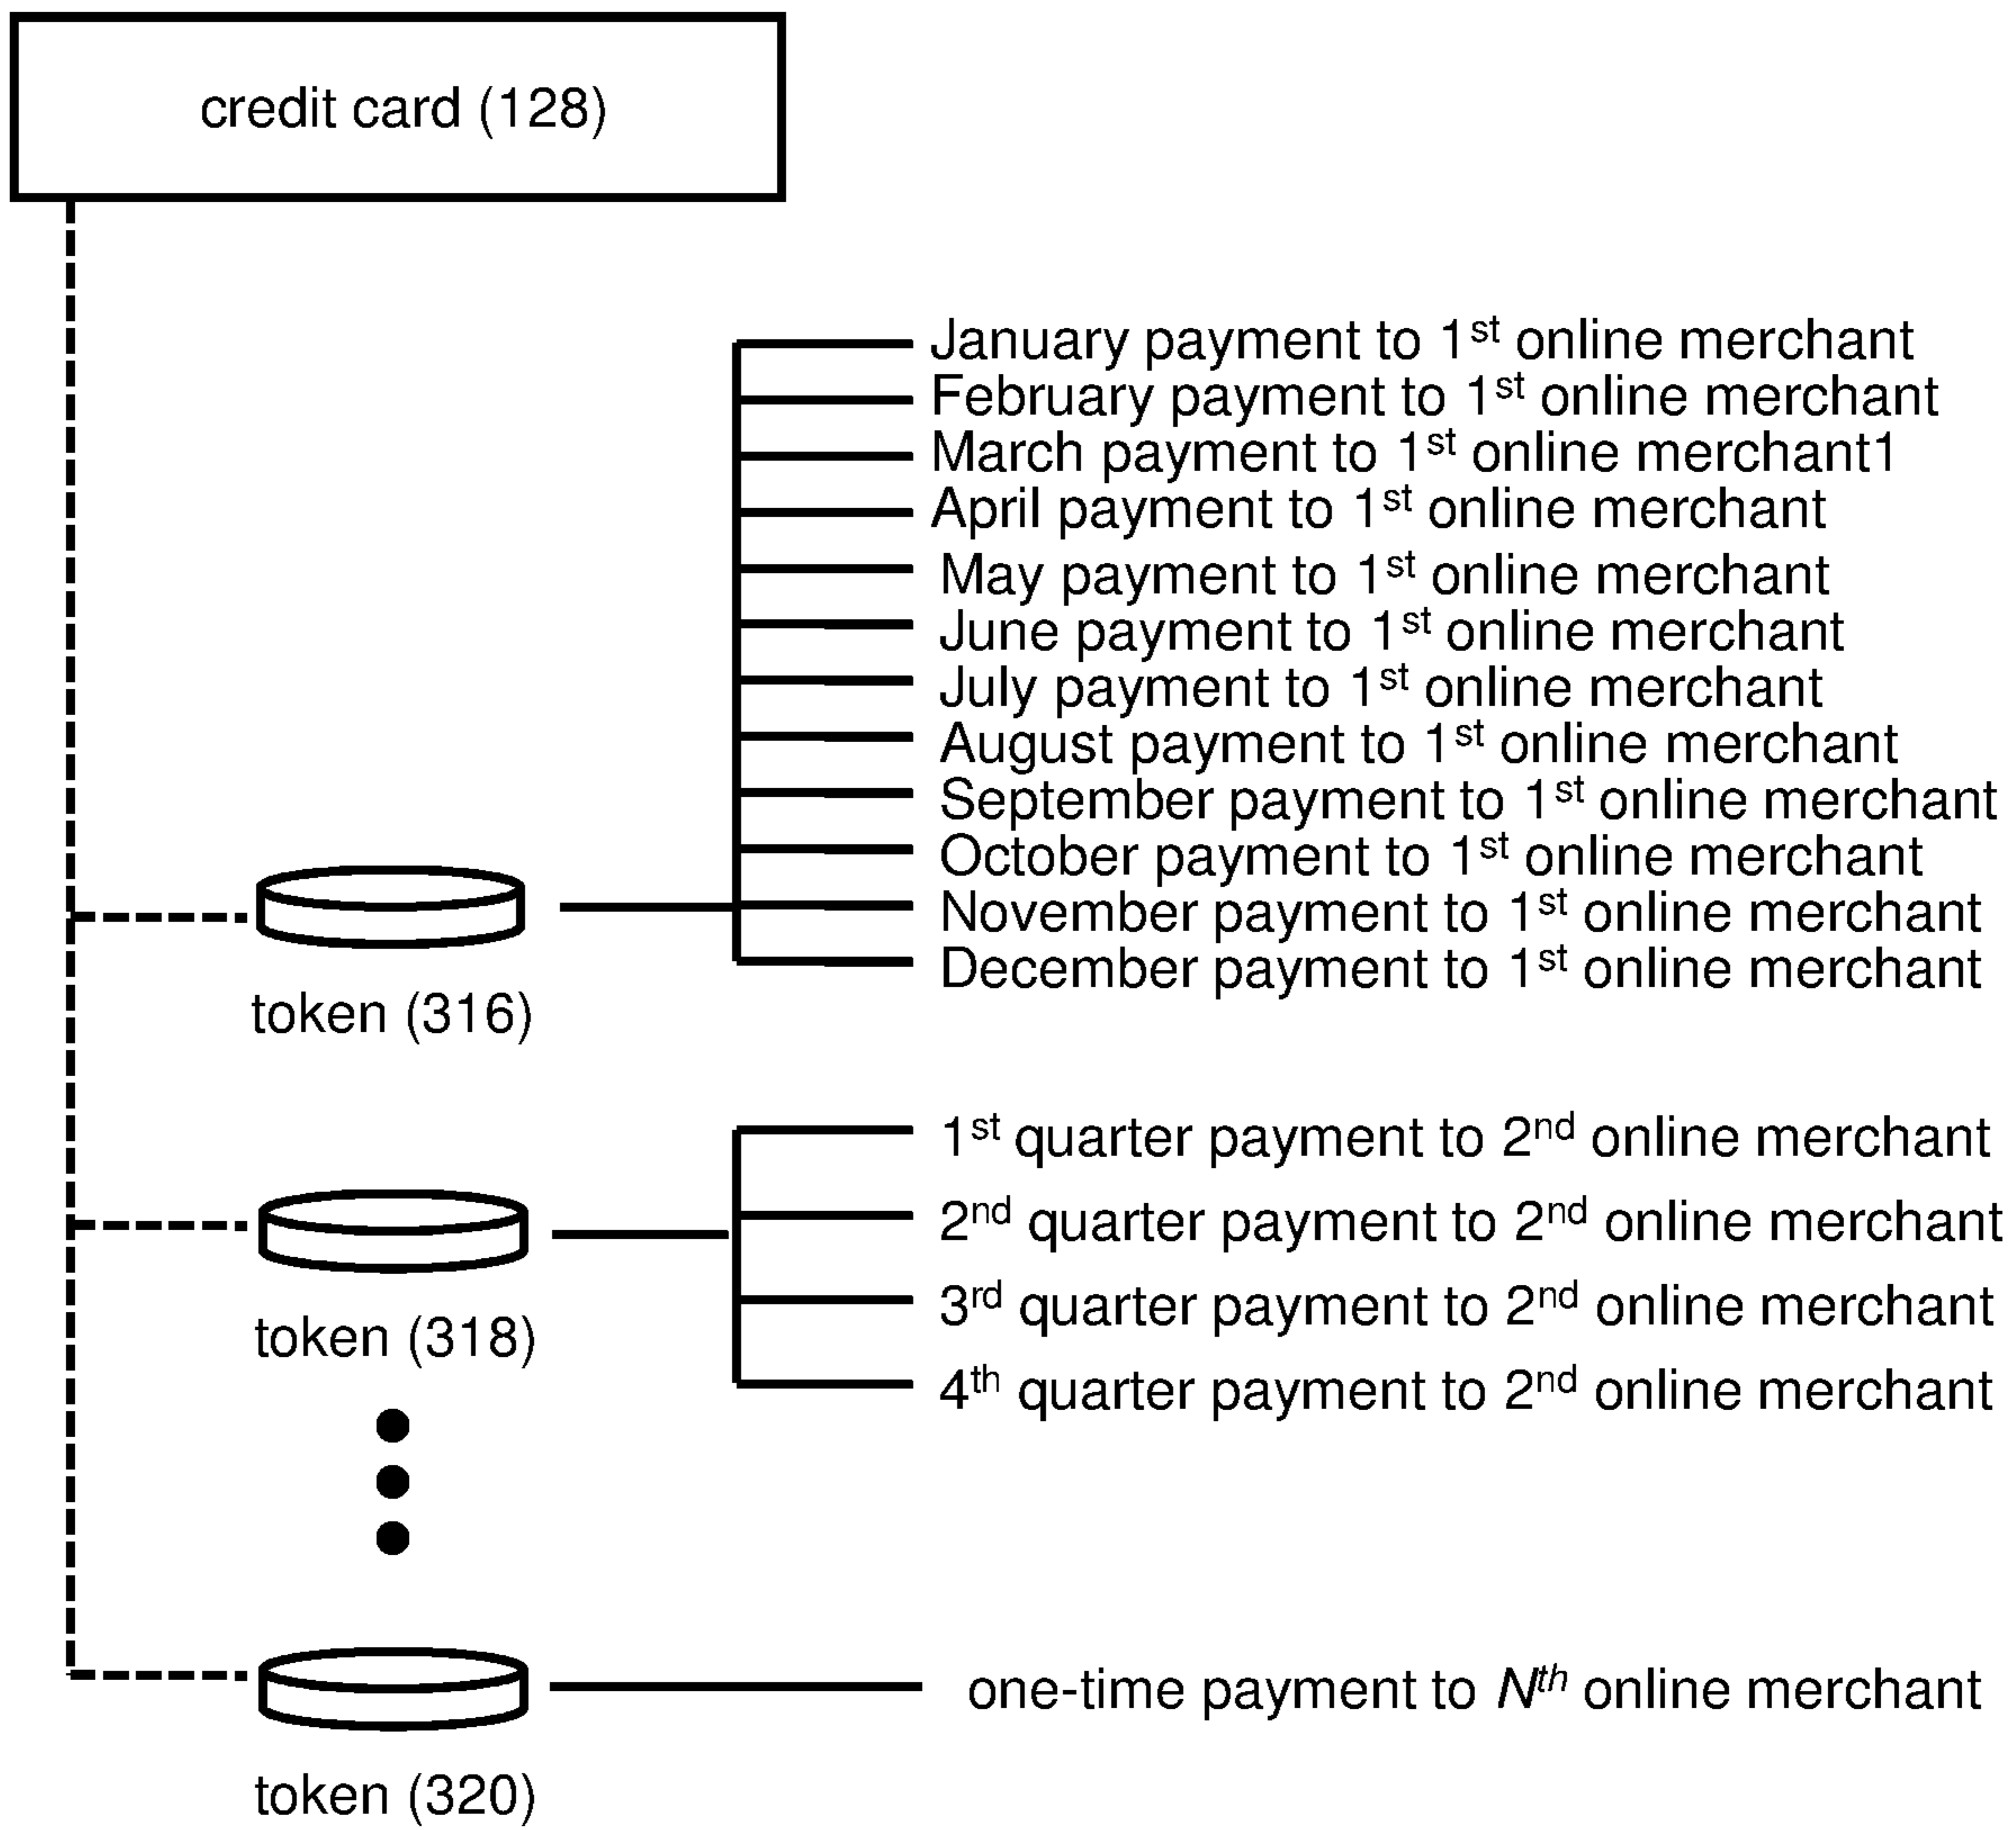 credit card (128)
January payment to 1st online merchant
February payment to 1st online merchant
March payment to 1st online merchant1
April payment to 1st online merchant
May payment to 1st online merchant
June payment to 1st online merchant
July payment to 1st online merchant
August payment to 1st online merchant
September payment to 1st online merchant
October payment to 1st online merchant
November payment to 1st online merchant
December payment to 1st online merchant
token (316)
1st quarter payment to 2nd online merchant
2nd quarter payment to 2nd online merchant
3rd quarter payment to 2nd online merchant
4th quarter payment to 2nd online merchant
token (318)
one-time payment to Nth online merchant
token (320)